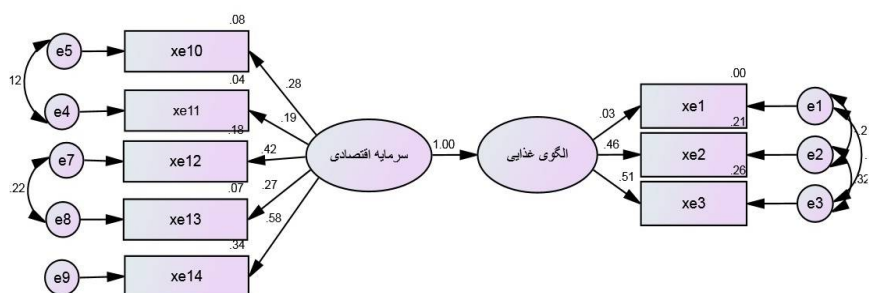 .08
e5 xe10
.28
12
.04
e4 xe11
.19
.18
e7 xe12
.42
.22
.07
e8 xe13
.27
.58
.34
e9 xe14
سرمایه اقتصادی
1.00
الگوی غذایی
.00
.03
xe1 e1
.21
.46
xe2 e2
.26
.51
xe3 e3
.32